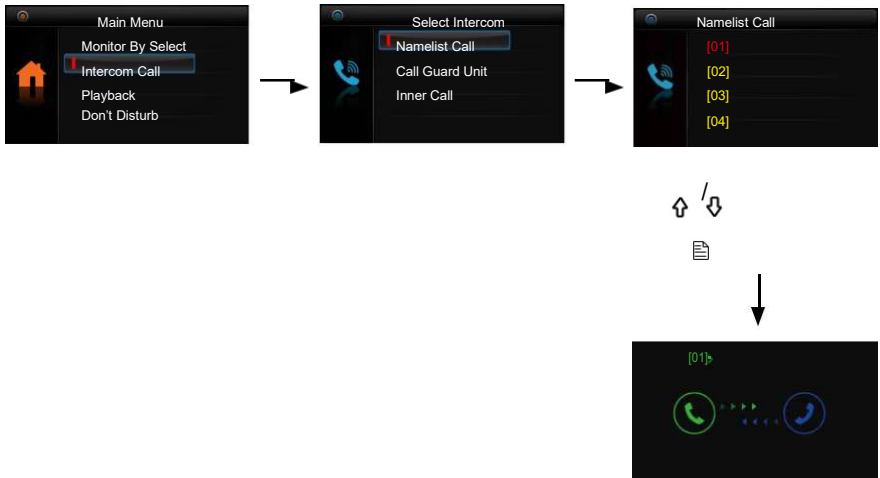 Main Menu
Monitor By Select
Intercom Call
Playback
Don't Disturb
Select Intercom
Namelist Call
Call Guard Unit
Inner Call
Namelist Call
[01]
[02]
[03]
[04]
/
[01]